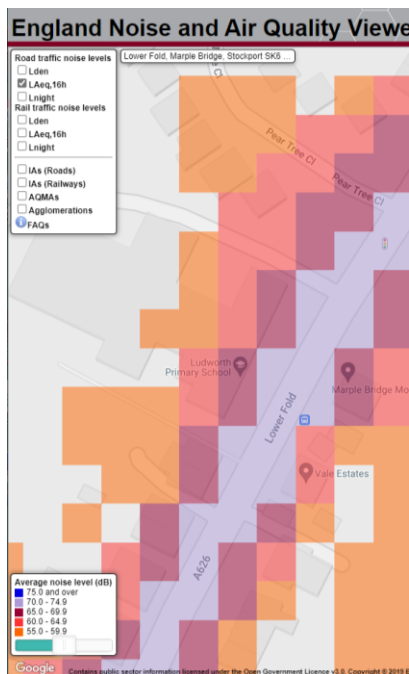 England Noise and Air Quality Viewe
Road traffic noise levels
Lden
LAeq,16h
Lnight
Rail traffic noise levels
Lden
LAeq,16h
Lnight
IAs (Roads)
IAs (Railways)
AQMAs
Agglomerations
FAQs
Lower Fold, Marple Bridge, Stockport SK6 ...
Pear Tree Cl
Pear Tree Cl
Ludworth
Primary School
Marple Bridge Mo
Lower Fold
Vale Estates
A626
Average noise level (dB)
75.0 and over
70.0 - 74.9
65.0 - 69.9
60.0 - 64.9
55.0 - 59.9
Google
Contains public sector information licensed under the Open Government Licence v3.0. Copyright © 2019 E